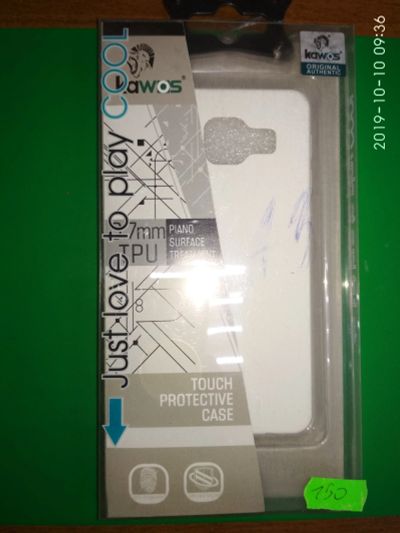 kawos
ORIGINAL
AUTHENTIC
2019-10-10 09:36
kawos
Just love to play COOL
7mm
TPU
PIANO
SURFACE
TREATMENT
TOUCH
PROTECTIVE
CASE
150